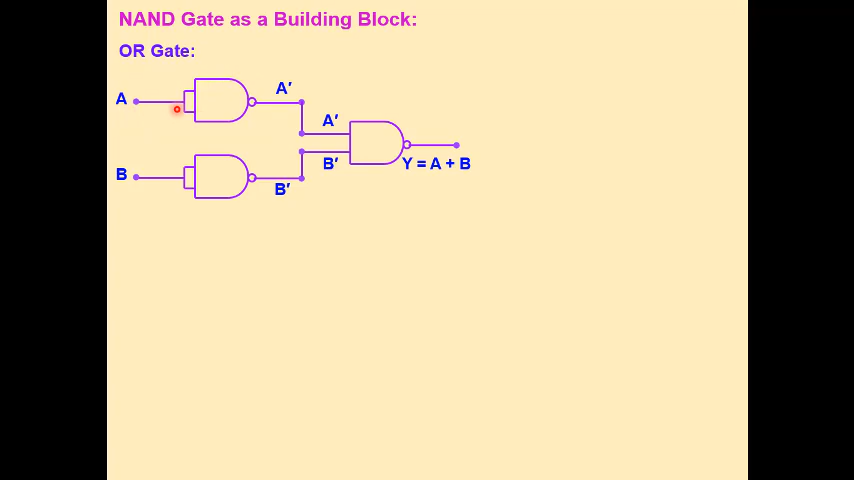 NAND Gate as a Building Block:
OR Gate:
A
A′
A′
B′
Y = A + B
B
B′